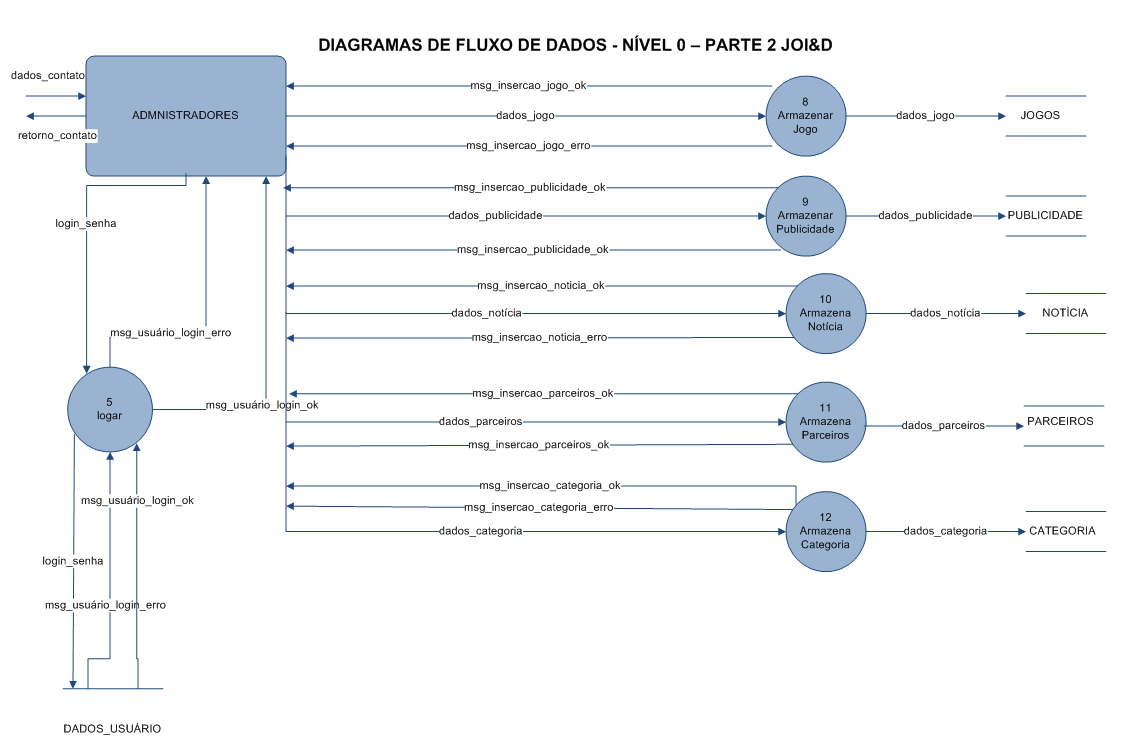 DIAGRAMAS DE FLUXO DE DADOS - NÍVEL 0 – PARTE 2 JOI&D
dados_contato
retorno_contato
ADMNISTRADORES
msg_insercao_jogo_ok
dados_jogo
msg_insercao_jogo_erro
8
Armazenar
Jogo
dados_jogo
JOGOS
msg_insercao_publicidade_ok
dados_publicidade
msg_insercao_publicidade_ok
9
Armazenar
Publicidade
dados_publicidade
PUBLICIDADE
login_senha
msg_insercao_noticia_ok
dados_notícia
msg_insercao_noticia_erro
10
Armazena
Notícia
dados_notícia
NOTÍCIA
msg_usuário_login_erro
5
logar
msg_usuário_login_ok
msg_insercao_parceiros_ok
dados_parceiros
msg_insercao_parceiros_ok
11
Armazena
Parceiros
dados_parceiros
PARCEIROS
msg_insercao_categoria_ok
msg_insercao_categoria_erro
dados_categoria
12
Armazena
Categoria
dados_categoria
CATEGORIA
msg_usuário_login_ok
login_senha
msg_usuário_login_erro
DADOS_USUÁRIO